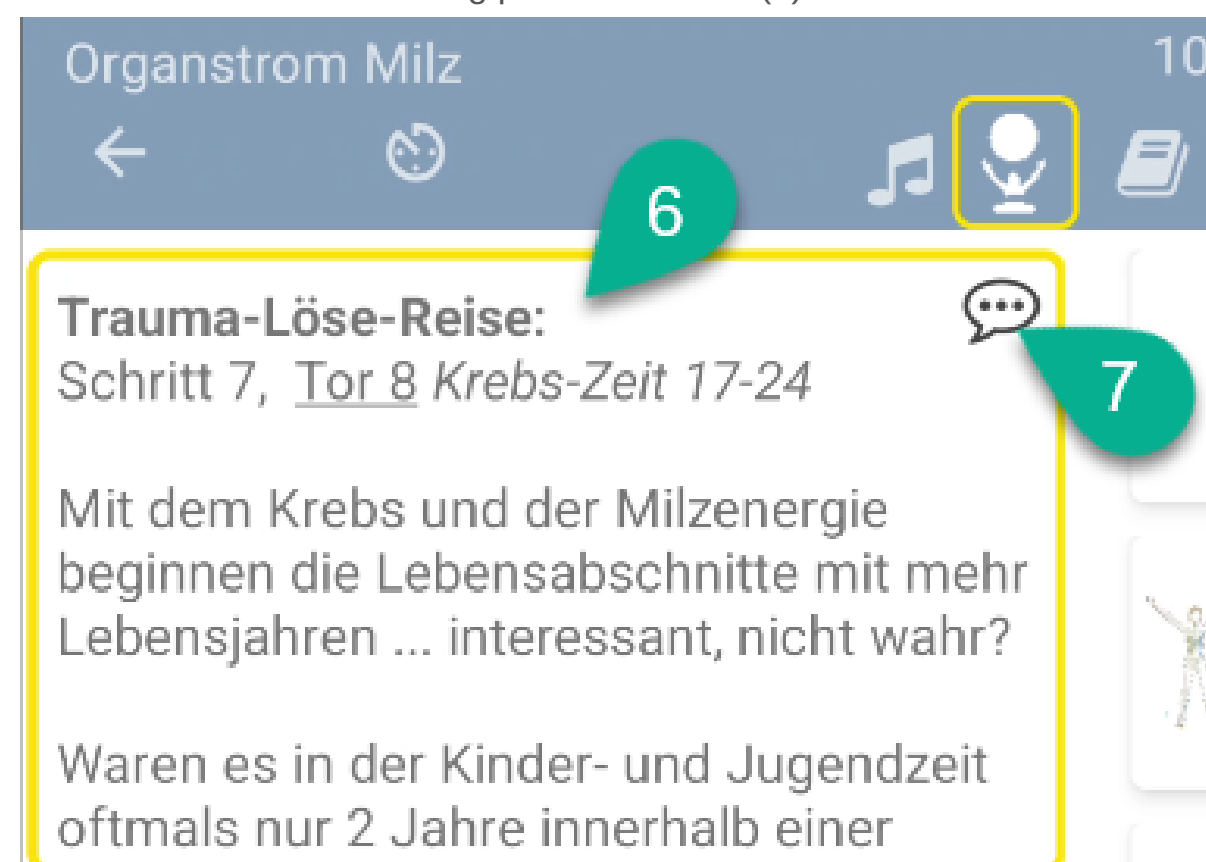 Organstrom Milz
10
6
Trauma-Löse-Reise:
Schritt 7, Tor 8 Krebs-Zeit 17-24
7
Mit dem Krebs und der Milzenergie
beginnen die Lebensabschnitte mit mehr
Lebensjahren ... interessant, nicht wahr?
Waren es in der Kinder- und Jugendzeit
oftmals nur 2 Jahre innerhalb einer